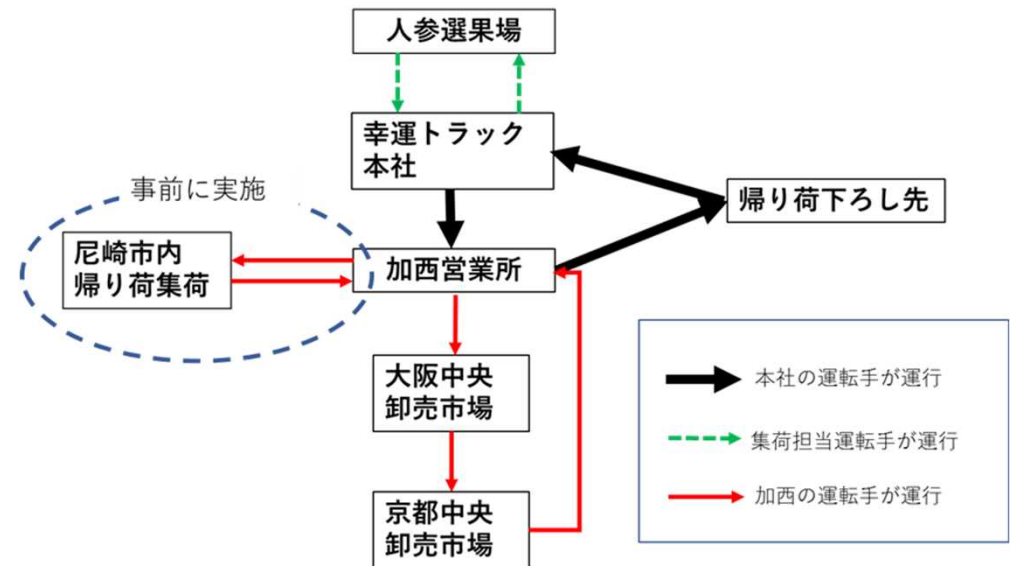 人参選果場
幸運トラック
本社
事前に実施
帰り荷下ろし先
尼崎市内
帰り荷集荷
加西営業所
大阪中央
卸売市場
本社の運転手が運行
集荷担当運転手が運行
加西の運転手が運行
京都中央
卸売市場